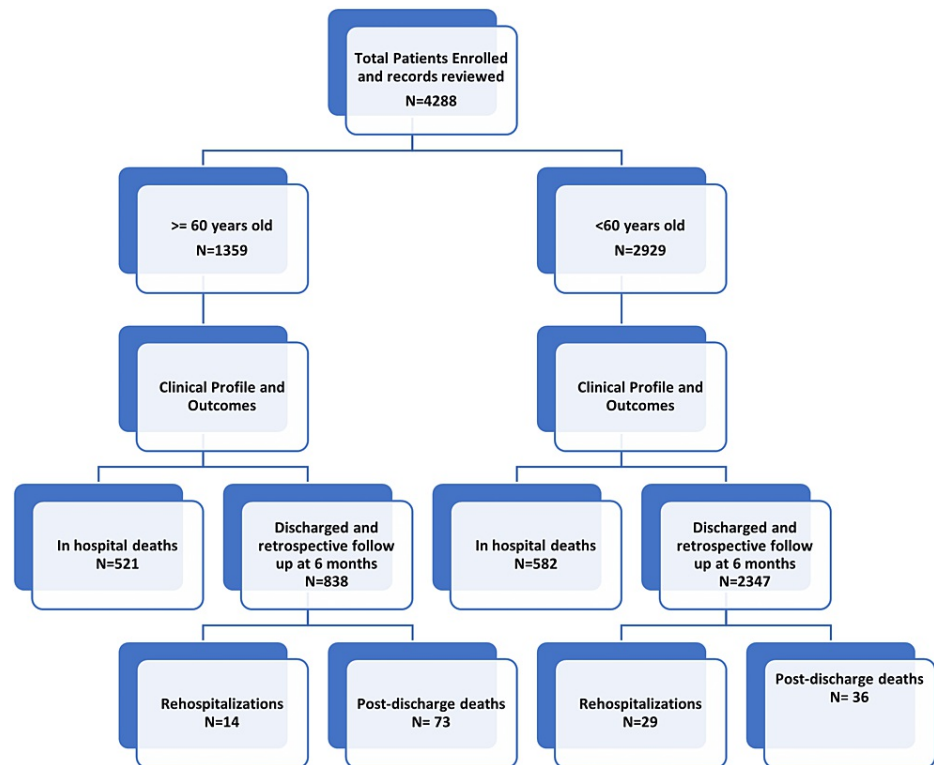 Total Patients Enrolled
and records reviewed
N=4288
>= 60 years old
N=1359
<60 years old
N=2929
Clinical Profile and
Outcomes
Clinical Profile and
Outcomes
In hospital deaths
N=521
Discharged and
retrospective follow
up at 6 months
N=838
In hospital deaths
N=582
Discharged and
retrospective follow
up at 6 months
N=2347
Rehospitalizations
N=14
Post-discharge deaths
N= 73
Rehospitalizations
N=29
Post-discharge deaths
N= 36